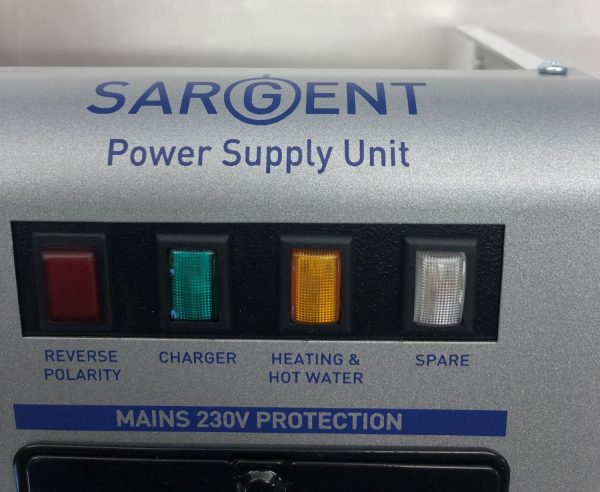 SARGENT
Power Supply Unit
REVERSE POLARITY
CHARGER
HEATING & HOT WATER
SPARE
MAINS 230V PROTECTION